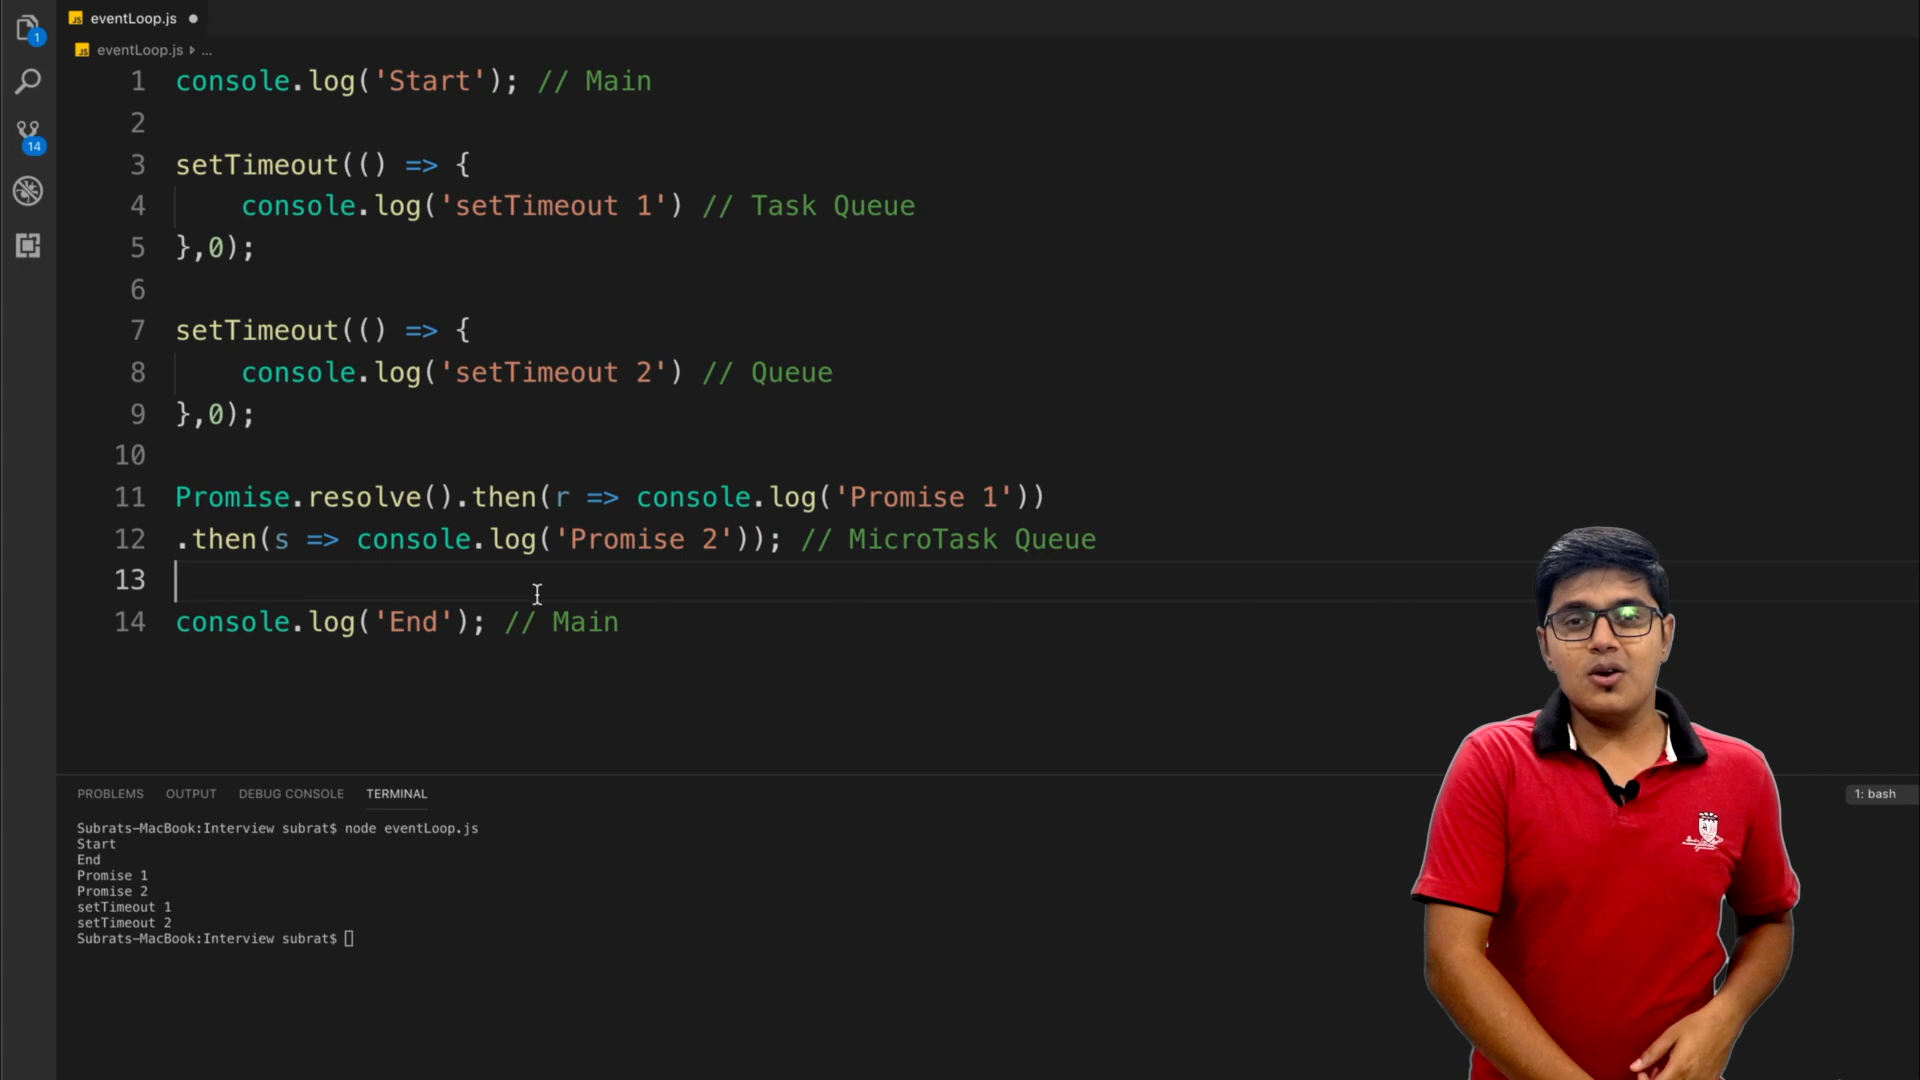 eventLoop.js
eventLoop.js ...
1
14
1 console.log('Start'); // Main
2
3 setTimeout(() => {
4 console.log('setTimeout 1') // Task Queue
5 },0);
6
7 setTimeout(() => {
8 console.log('setTimeout 2') // Queue
9 },0);
10
11 Promise.resolve().then(r => console.log('Promise 1'))
12 .then(s => console.log('Promise 2')); // MicroTask Queue
13
14 console.log('End'); // Main
PROBLEMS OUTPUT DEBUG CONSOLE TERMINAL 1: bash
Subrats-MacBook:Interview subrat$ node eventLoop.js
Start
End
Promise 1
Promise 2
setTimeout 1
setTimeout 2
Subrats-MacBook:Interview subrat$